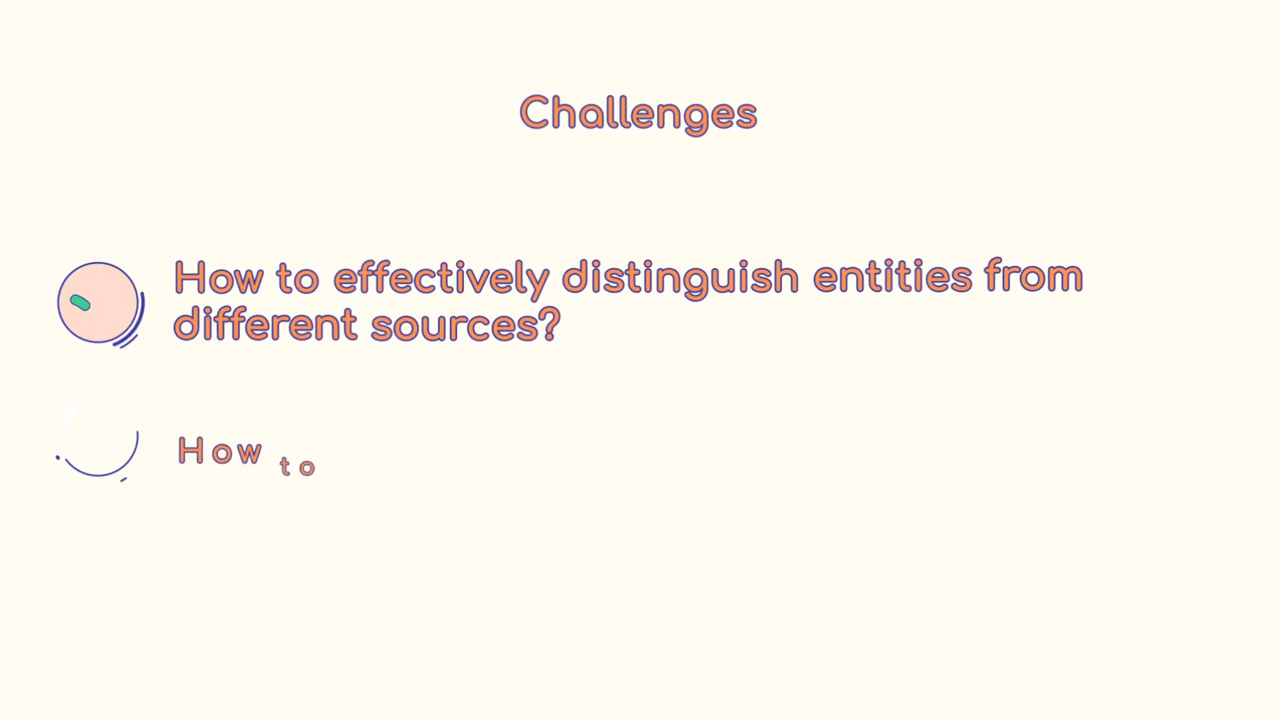 Challenges
How to effectively distinguish entities from
different sources?
How to